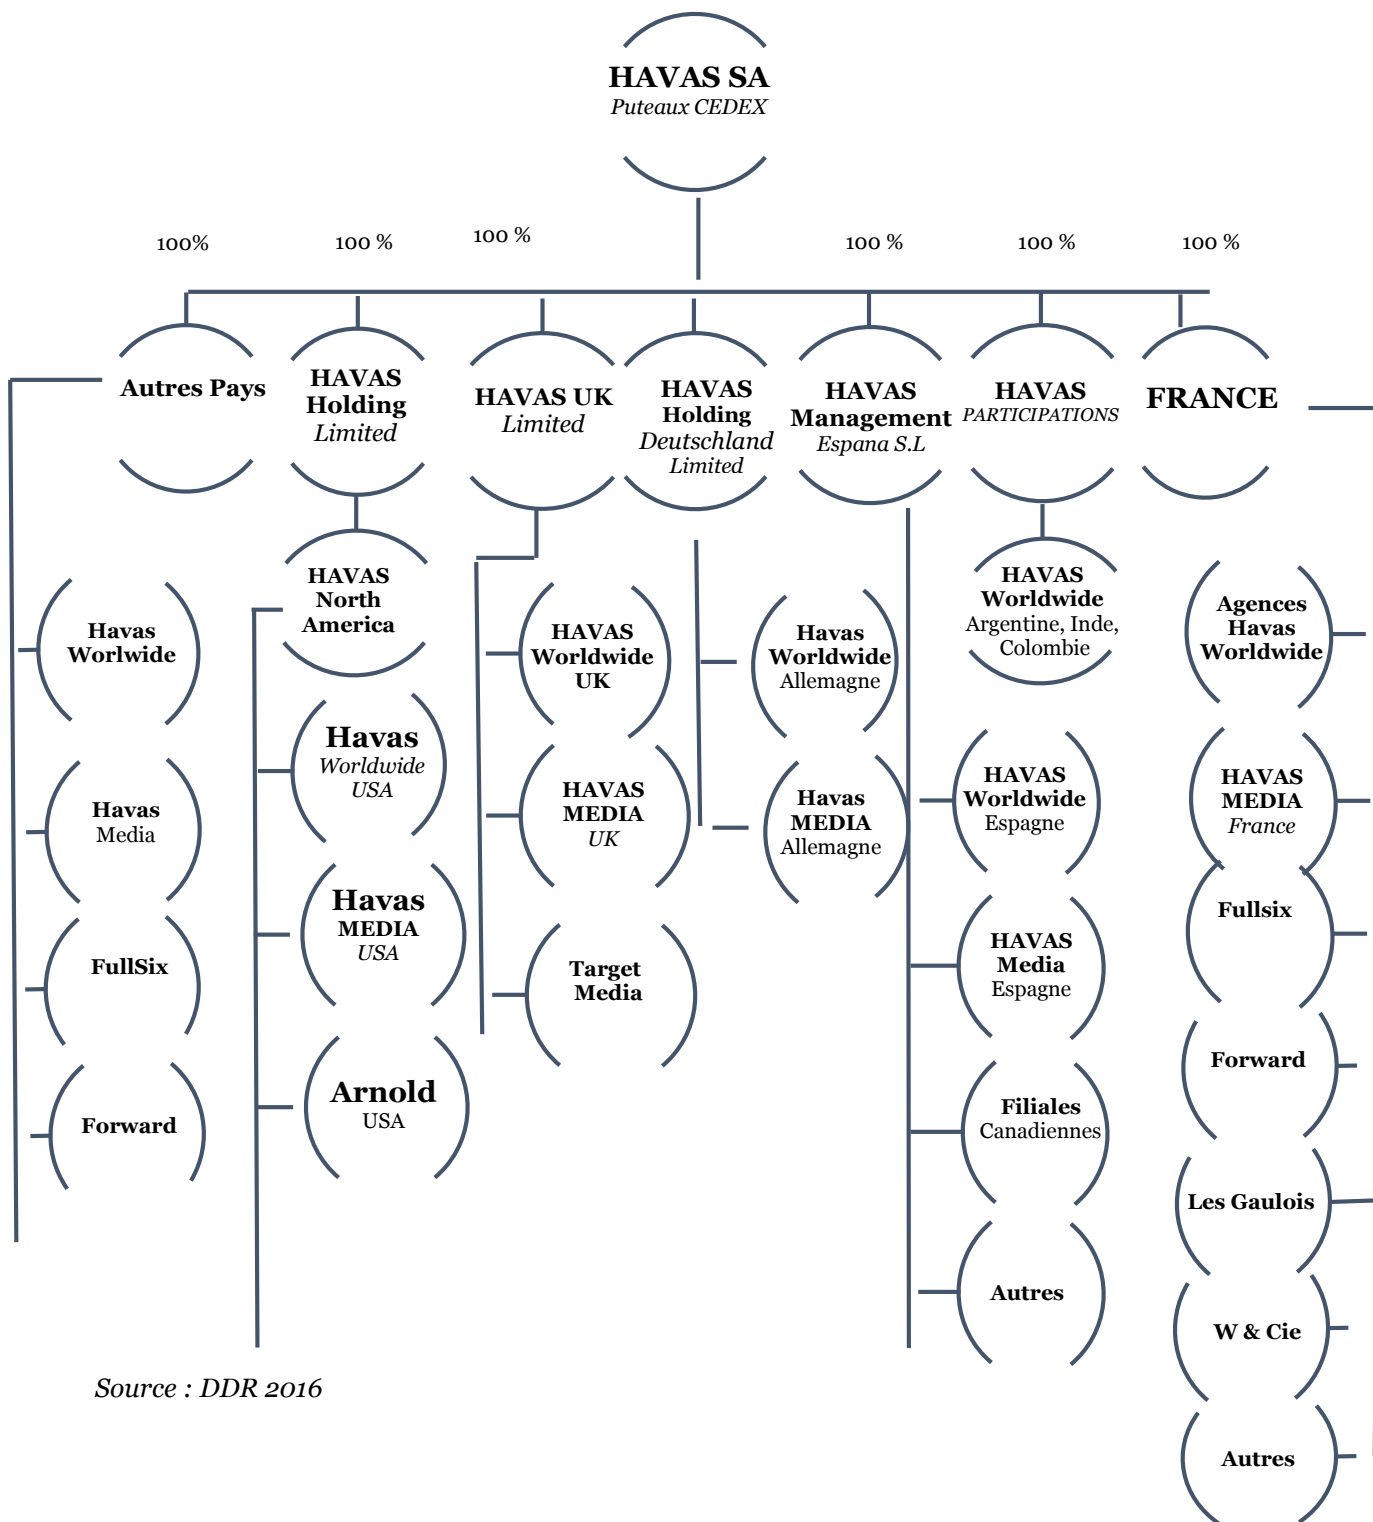 HAVAS SA
Puteaux CEDEX
100%
100 %
100 %
100 %
100 %
100 %
Autres Pays
HAVAS
Holding
Limited
HAVAS UK
Limited
HAVAS
Holding
Deutschland
Limited
HAVAS
Management
Espana S.L
HAVAS
PARTICIPATIONS
FRANCE
Havas
Worlwide
Havas
Media
FullSix
Forward
HAVAS
North
America
Havas
Worldwide
USA
Havas
MEDIA
USA
Arnold
USA
HAVAS
Worldwide
UK
HAVAS
MEDIA
UK
Target
Media
Havas
Worldwide
Allemagne
Havas
MEDIA
Allemagne
HAVAS
Worldwide
Espagne
HAVAS
Media
Espagne
Filiales
Canadiennes
Autres
HAVAS
Worldwide
Argentine, Inde,
Colombie
Agences
Havas
Worldwide
HAVAS
MEDIA
France
Fullsix
Forward
Les Gaulois
W & Cie
Autres
Source : DDR 2016